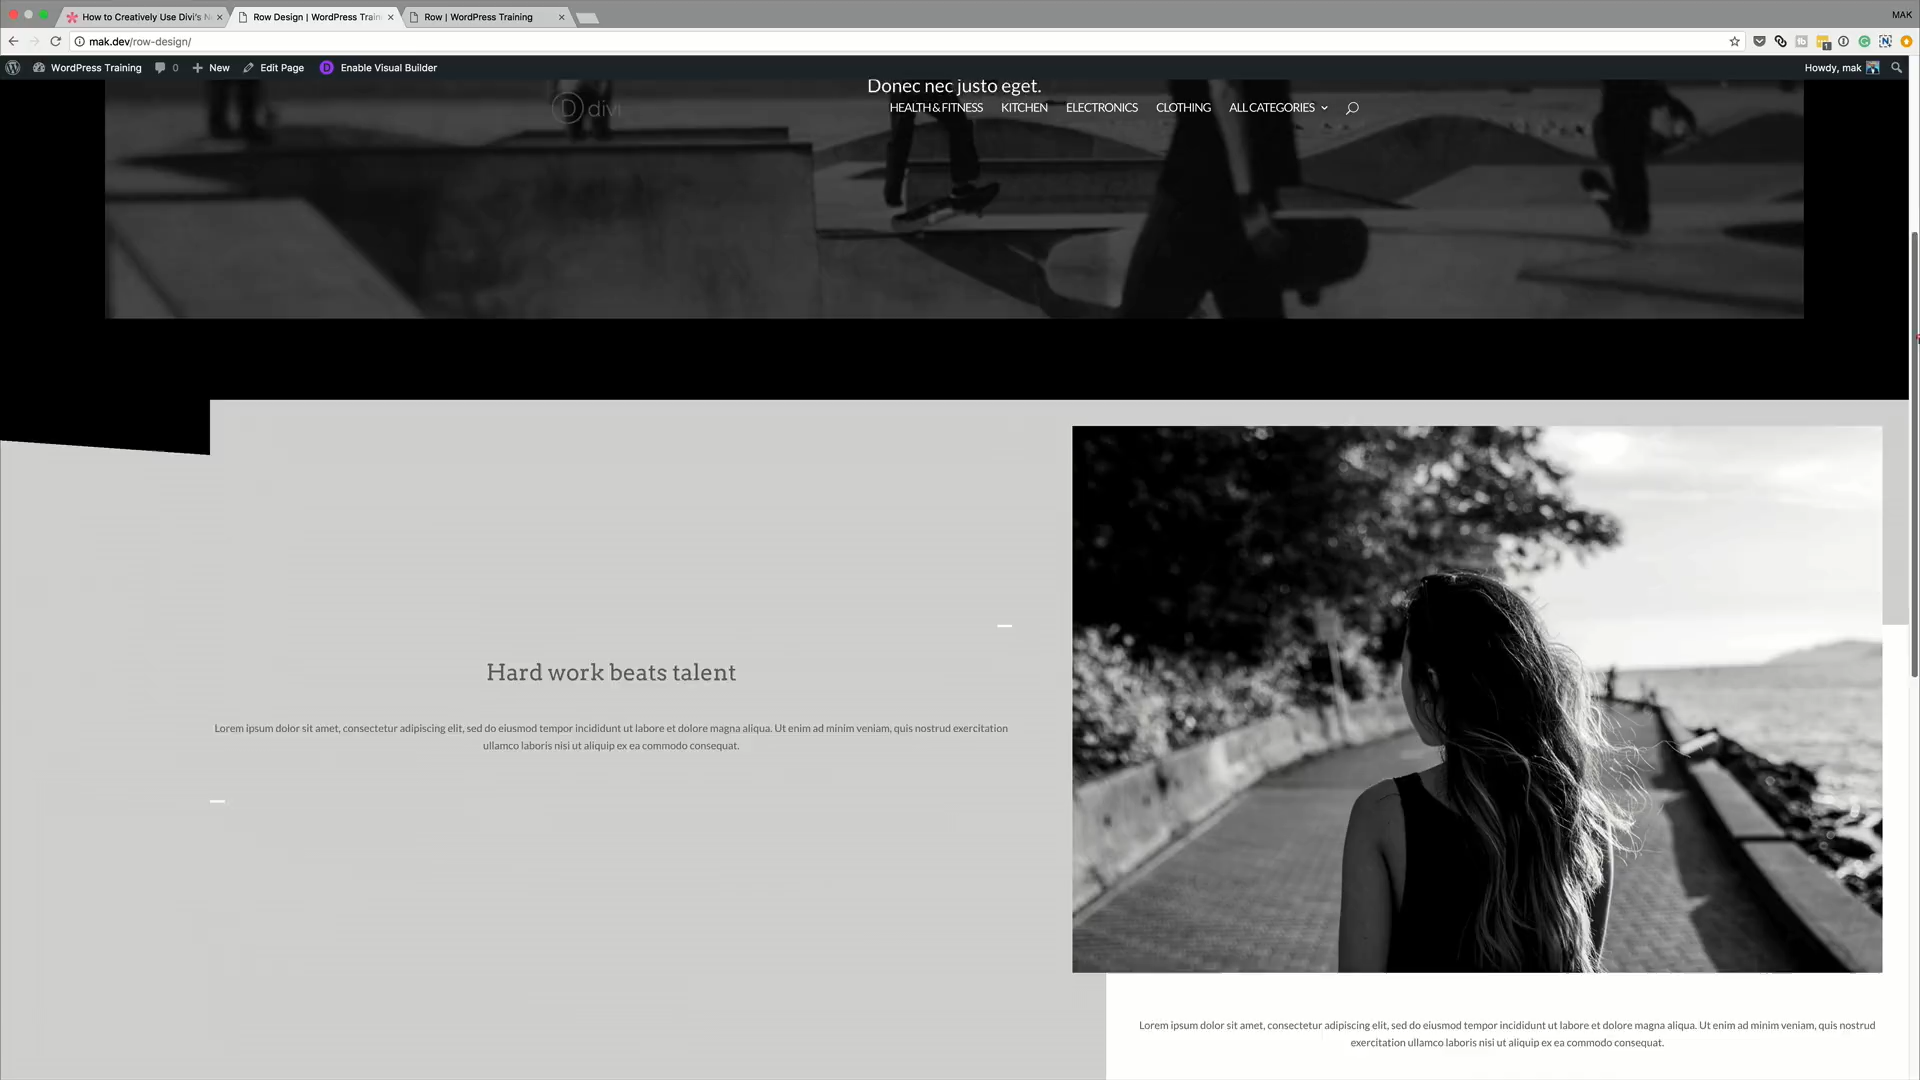 How to Creatively Use Divi's N
Row Design | WordPress Train
Row | WordPress Training
MAK
mak.dev/row-design/
WordPress Training
0
New
Edit Page
Enable Visual Builder
Howdy, mak
Donec nec justo eget.
divi
HEALTH & FITNESS
KITCHEN
ELECTRONICS
CLOTHING
ALL CATEGORIES
Hard work beats talent
Lorem ipsum dolor sit amet, consectetur adipiscing elit, sed do eiusmod tempor incididunt ut labore et dolore magna aliqua. Ut enim ad minim veniam, quis nostrud exercitation
ullamco laboris nisi ut aliquip ex ea commodo consequat.
Lorem ipsum dolor sit amet, consectetur adipiscing elit, sed do eiusmod tempor incididunt ut labore et dolore magna aliqua. Ut enim ad minim veniam, quis nostrud
exercitation ullamco laboris nisi ut aliquip ex ea commodo consequat.